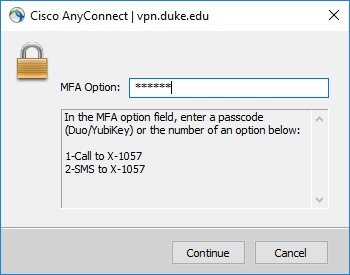 Cisco AnyConnect | vpn.duke.edu
MFA Option: ******
In the MFA option field, enter a passcode
(Duo/YubiKey) or the number of an option below:
1-Call to X-1057
2-SMS to X-1057
Continue Cancel